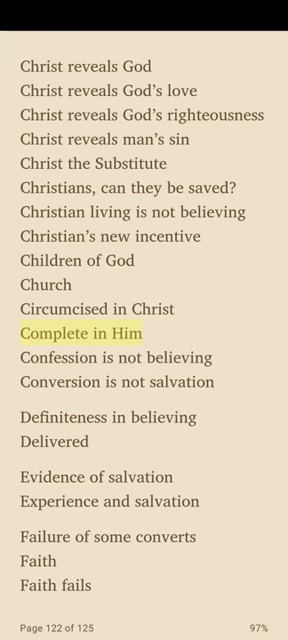 Christ reveals God
Christ reveals God’s love
Christ reveals God’s righteousness
Christ reveals man’s sin
Christ the Substitute
Christians, can they be saved?
Christian living is not believing
Christian’s new incentive
Children of God
Church
Circumcised in Christ
Complete in Him
Confession is not believing
Conversion is not salvation
Definiteness in believing
Delivered
Evidence of salvation
Experience and salvation
Failure of some converts
Faith
Faith fails
Page 122 of 125
97%